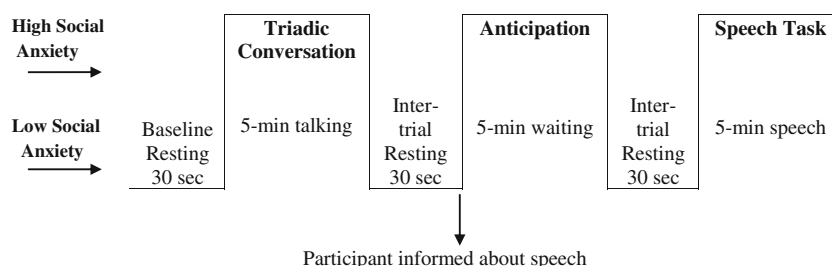 High Social
Anxiety
Triadic
Conversation
Anticipation
Speech Task
Low Social
Anxiety
Baseline
Resting
30 sec
5-min talking
Inter-
trial
Resting
30 sec
5-min waiting
Inter-
trial
Resting
30 sec
5-min speech
Participant informed about speech